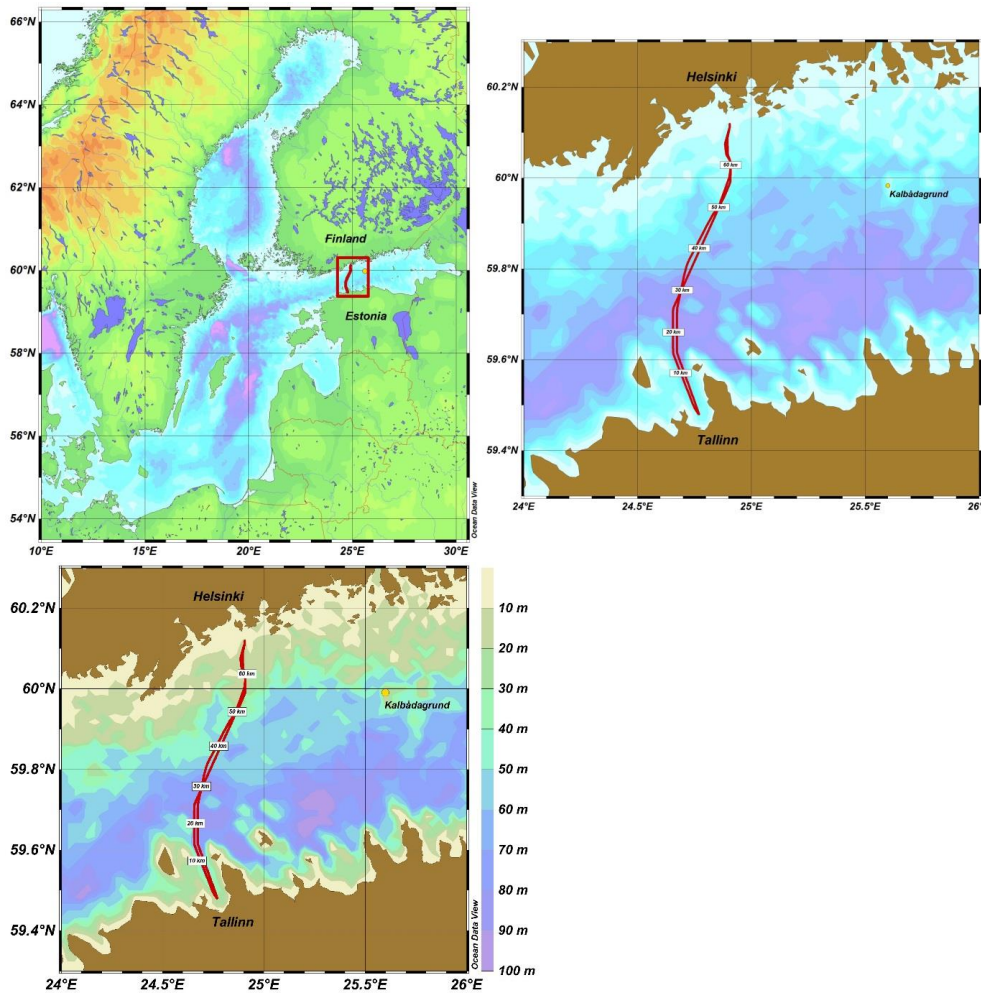 66°N
64°N
62°N
60°N
58°N
56°N
54°N
10°E
15°E
20°E
25°E
30°E
Finland
Estonia
Ocean Data View
60.2°N
60°N
59.8°N
59.6°N
59.4°N
24°E
24.5°E
25°E
25.5°E
26°
Helsinki
60 km
50 km
40 km
30 km
20 km
10 km
Kalbådagrund
Tallinn
60.2°N
60°N
59.8°N
59.6°N
59.4°N
24°E
24.5°E
25°E
25.5°E
26°E
Helsinki
60 km
50 km
40 km
30 km
20 km
10 km
Kalbådagrund
Tallinn
Ocean Data View
10 m
20 m
30 m
40 m
50 m
60 m
70 m
80 m
90 m
100 m